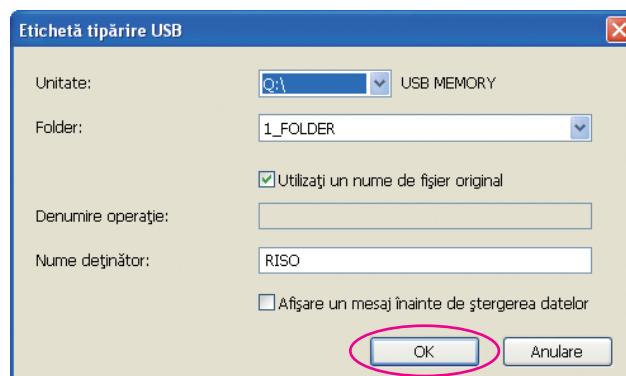 Etichetă tipărire USB
Unitate: Q:\ USB MEMORY
Folder: 1_FOLDER
Utilizaţi un nume de fişier original
Denumire operaţie:
Nume deţinător: RISO
Afişare un mesaj înainte de ştergerea datelor
OK Anulare